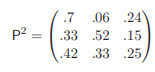 .7 .06 .24
P² = .33 .52 .15
.42 .33 .25